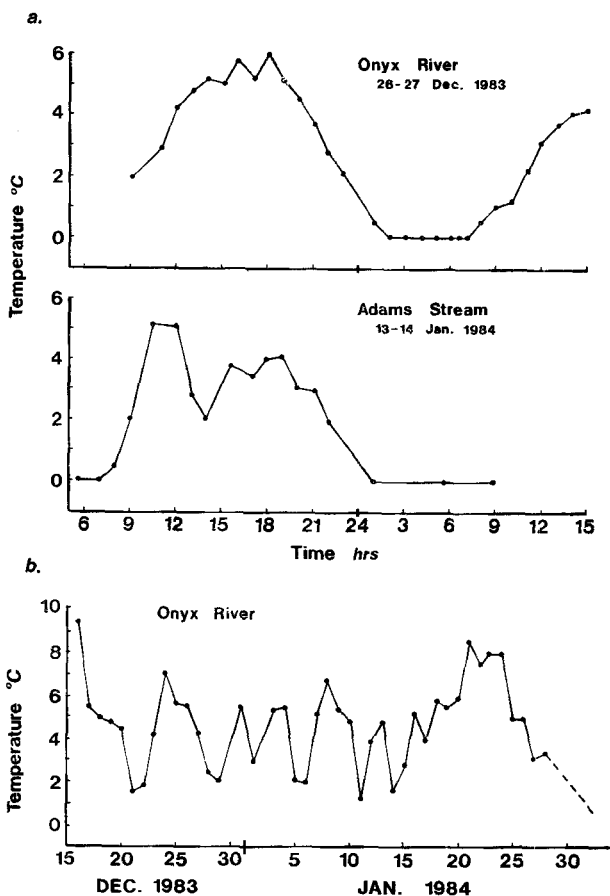 a.
Onyx River
26-27 Dec. 1983
6
4
2
0
Temperature °C
Adams Stream
13-14 Jan. 1984
6
4
2
0
6 9 12 15 18 21 24 3 6 9 12 15
Time hrs
b.
Onyx River
10
8
6
4
2
0
Temperature °C
15 20 25 30 5 10 15 20 25 30
DEC. 1983 JAN. 1984